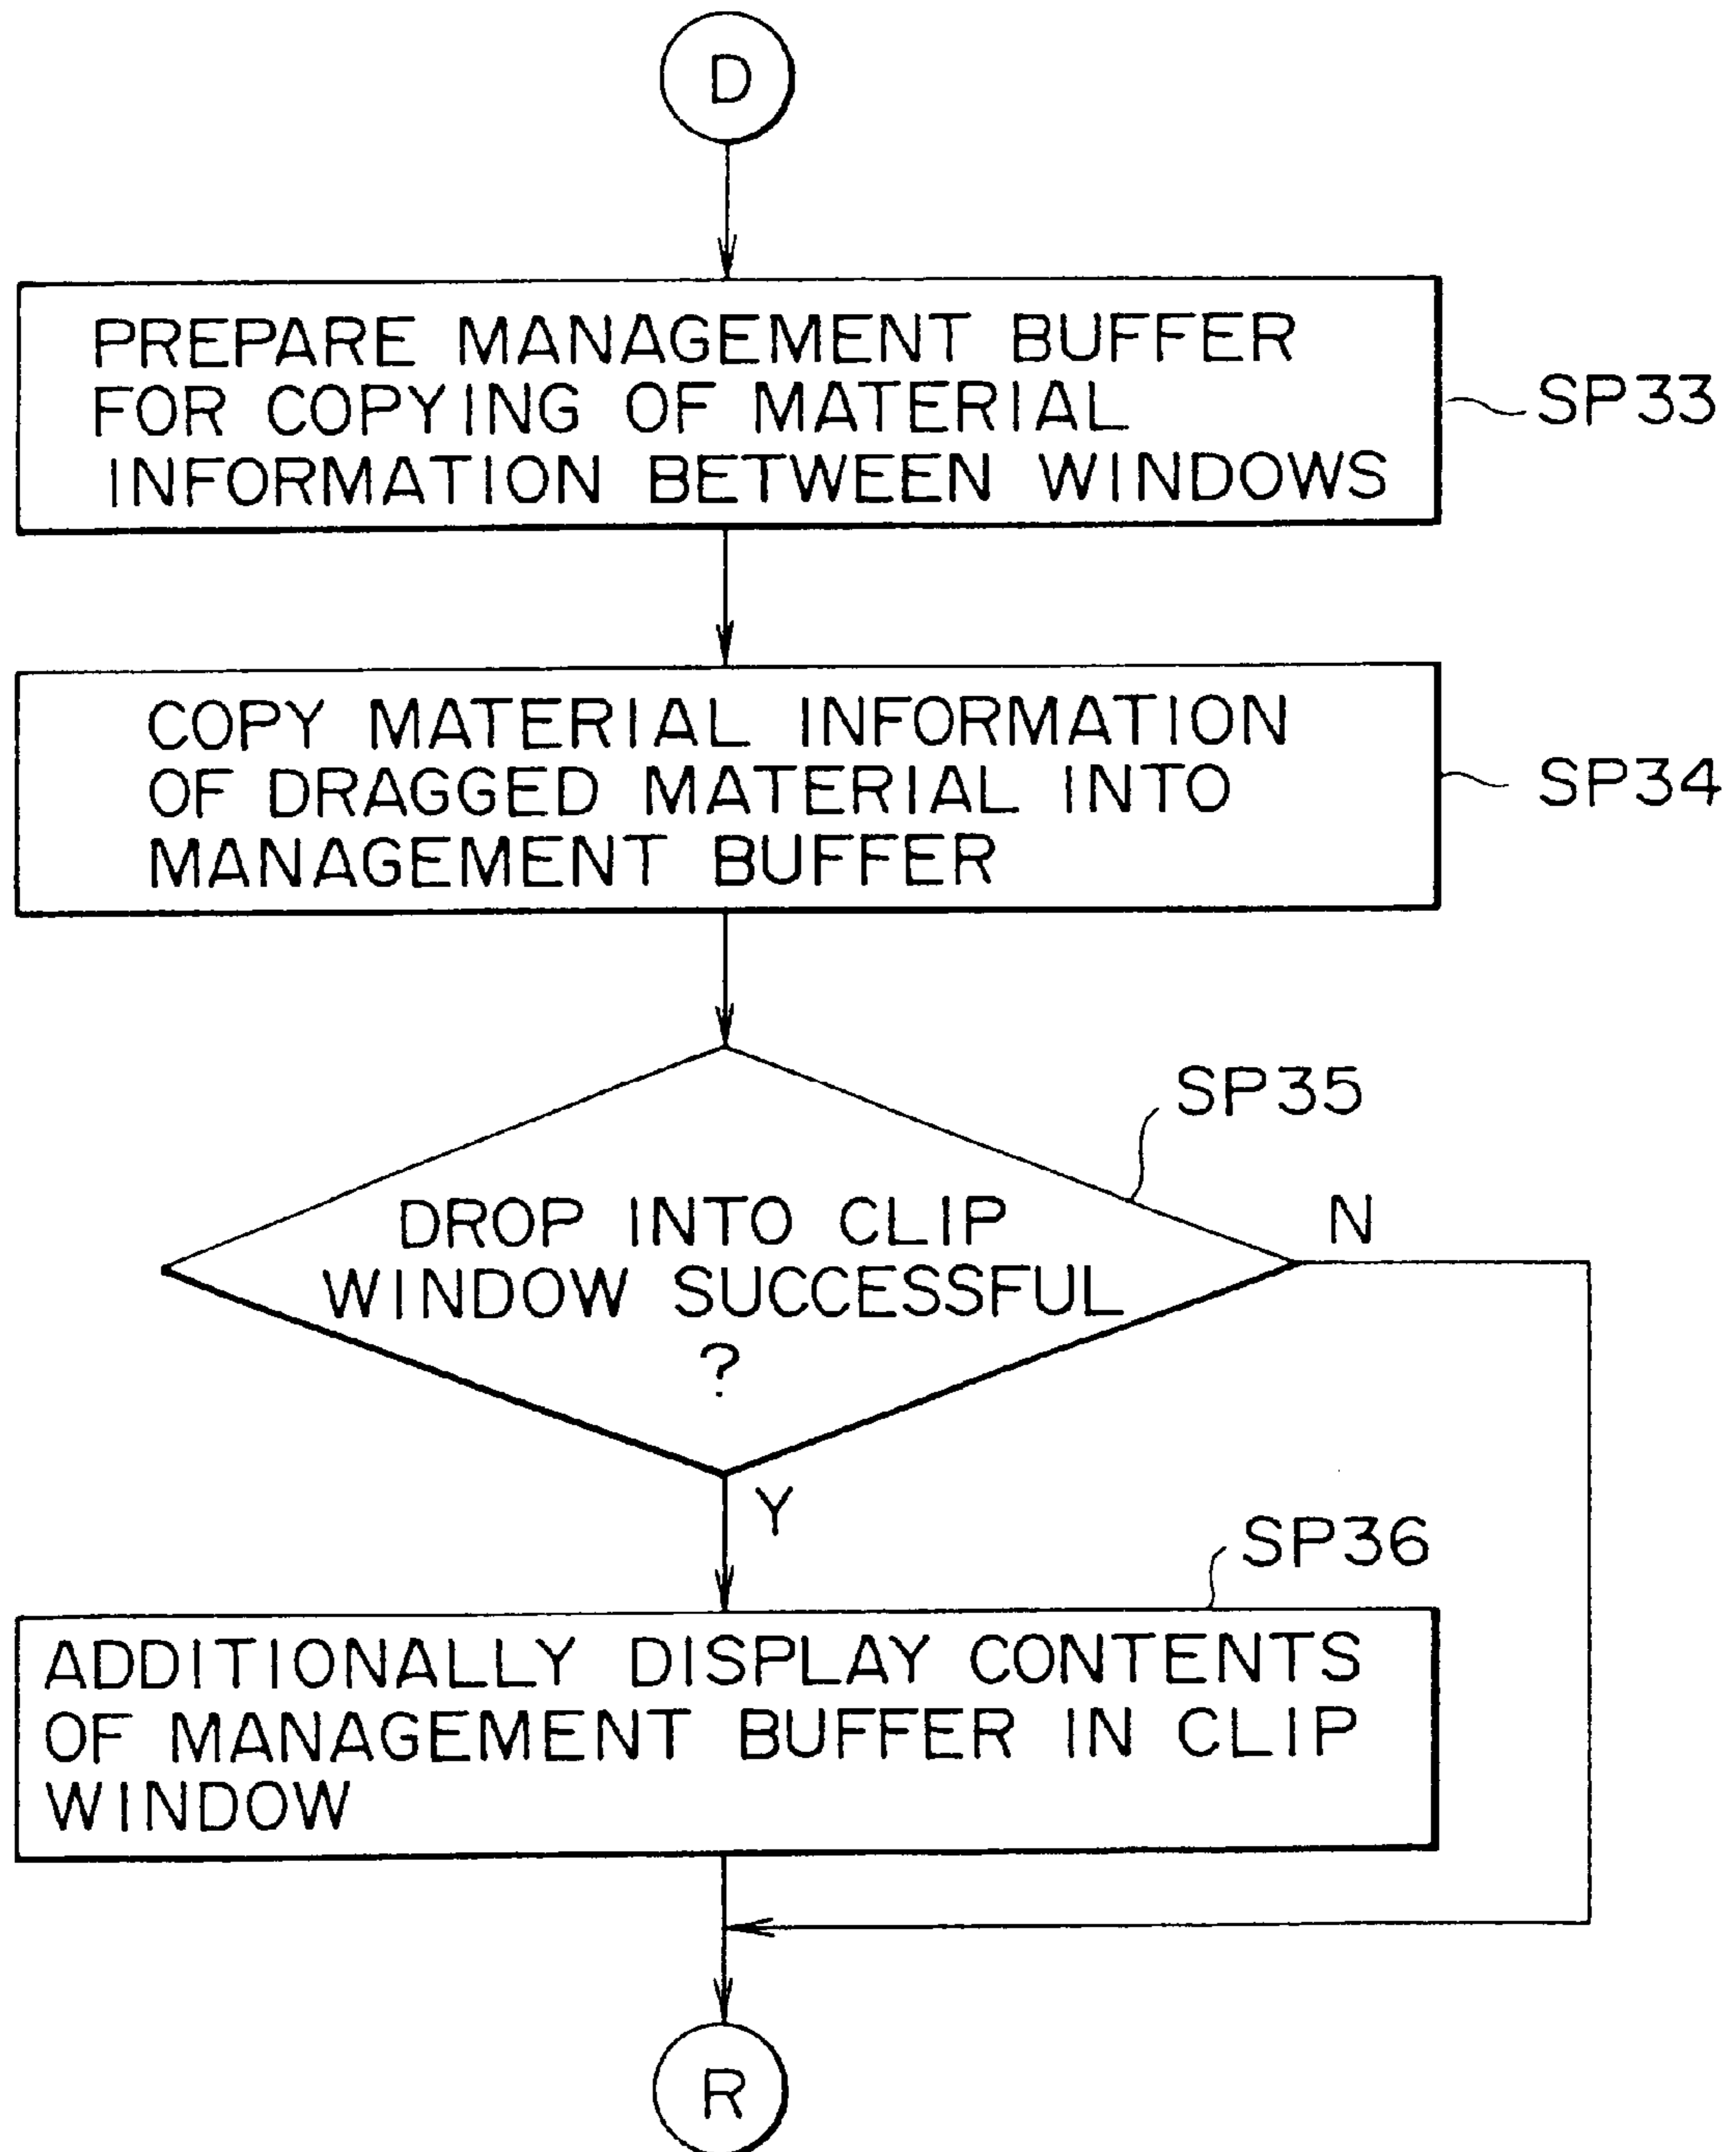 D
PREPARE MANAGEMENT BUFFER
FOR COPYING OF MATERIAL
INFORMATION BETWEEN WINDOWS
SP33
COPY MATERIAL INFORMATION
OF DRAGGED MATERIAL INTO
MANAGEMENT BUFFER
SP34
SP35
DROP INTO CLIP
WINDOW SUCCESSFUL
?
N
Y
SP36
ADDITIONALLY DISPLAY CONTENTS
OF MANAGEMENT BUFFER IN CLIP
WINDOW
R